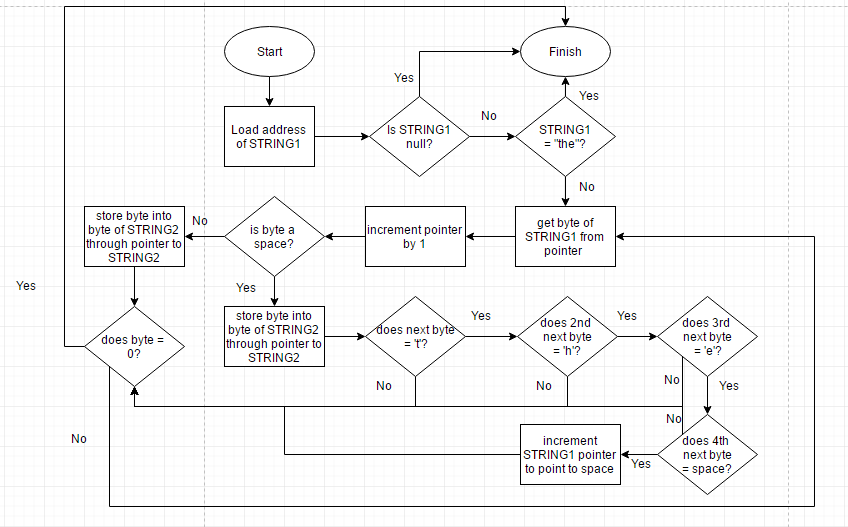 Start
Finish
Yes
Yes
Load address
of STRING1
Is STRING1
null?
No
STRING1
= "the"?
No
store byte into
byte of STRING2
through pointer to
STRING2
No
is byte a
space?
increment pointer
by 1
get byte of
STRING1 from
pointer
Yes
Yes
store byte into
byte of STRING2
through pointer to
STRING2
does next byte
= 't'?
Yes
does 2nd
next byte
= 'h'?
Yes
does 3rd
next byte
= 'e'?
does byte =
0?
No
No
No
Yes
No
No
increment
STRING1 pointer
to point to space
Yes
does 4th
next byte
= space?